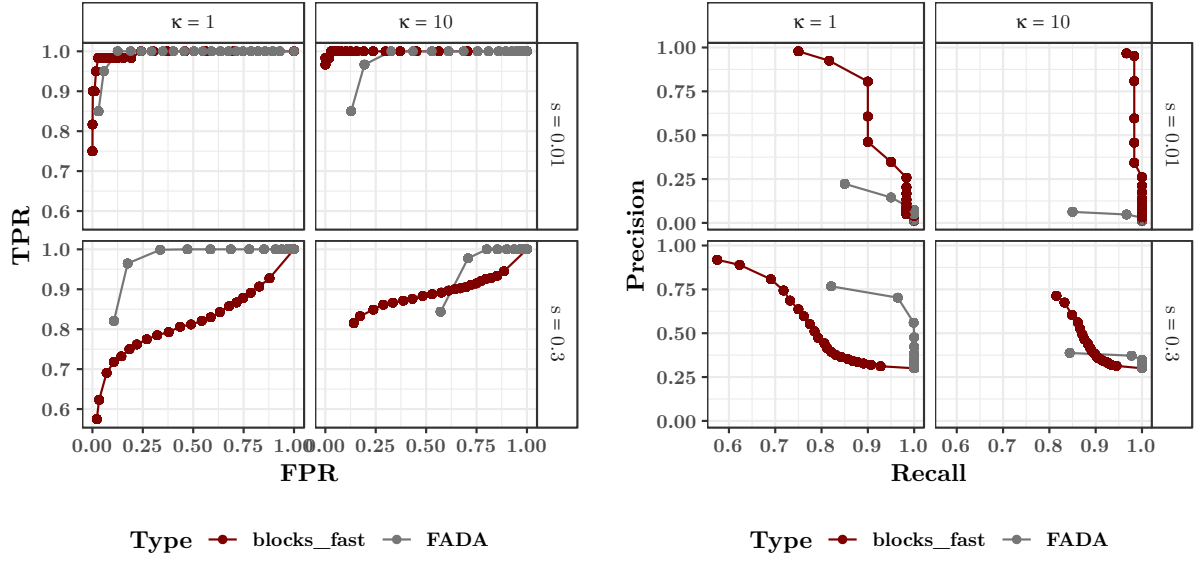 κ = 1
κ = 10
1.0
0.9
0.8
0.7
0.6
s = 0.01
1.0
0.9
0.8
0.7
0.6
s = 0.3
TPR
0.00 0.25 0.50 0.75 1.00 0.00 0.25 0.50 0.75 1.00
FPR
Type blocks_fast FADA
κ = 1
κ = 10
1.00
0.75
0.50
0.25
0.00
s = 0.01
1.00
0.75
0.50
0.25
0.00
s = 0.3
Precision
0.6 0.7 0.8 0.9 1.0 0.6 0.7 0.8 0.9 1.0
Recall
Type blocks_fast FADA